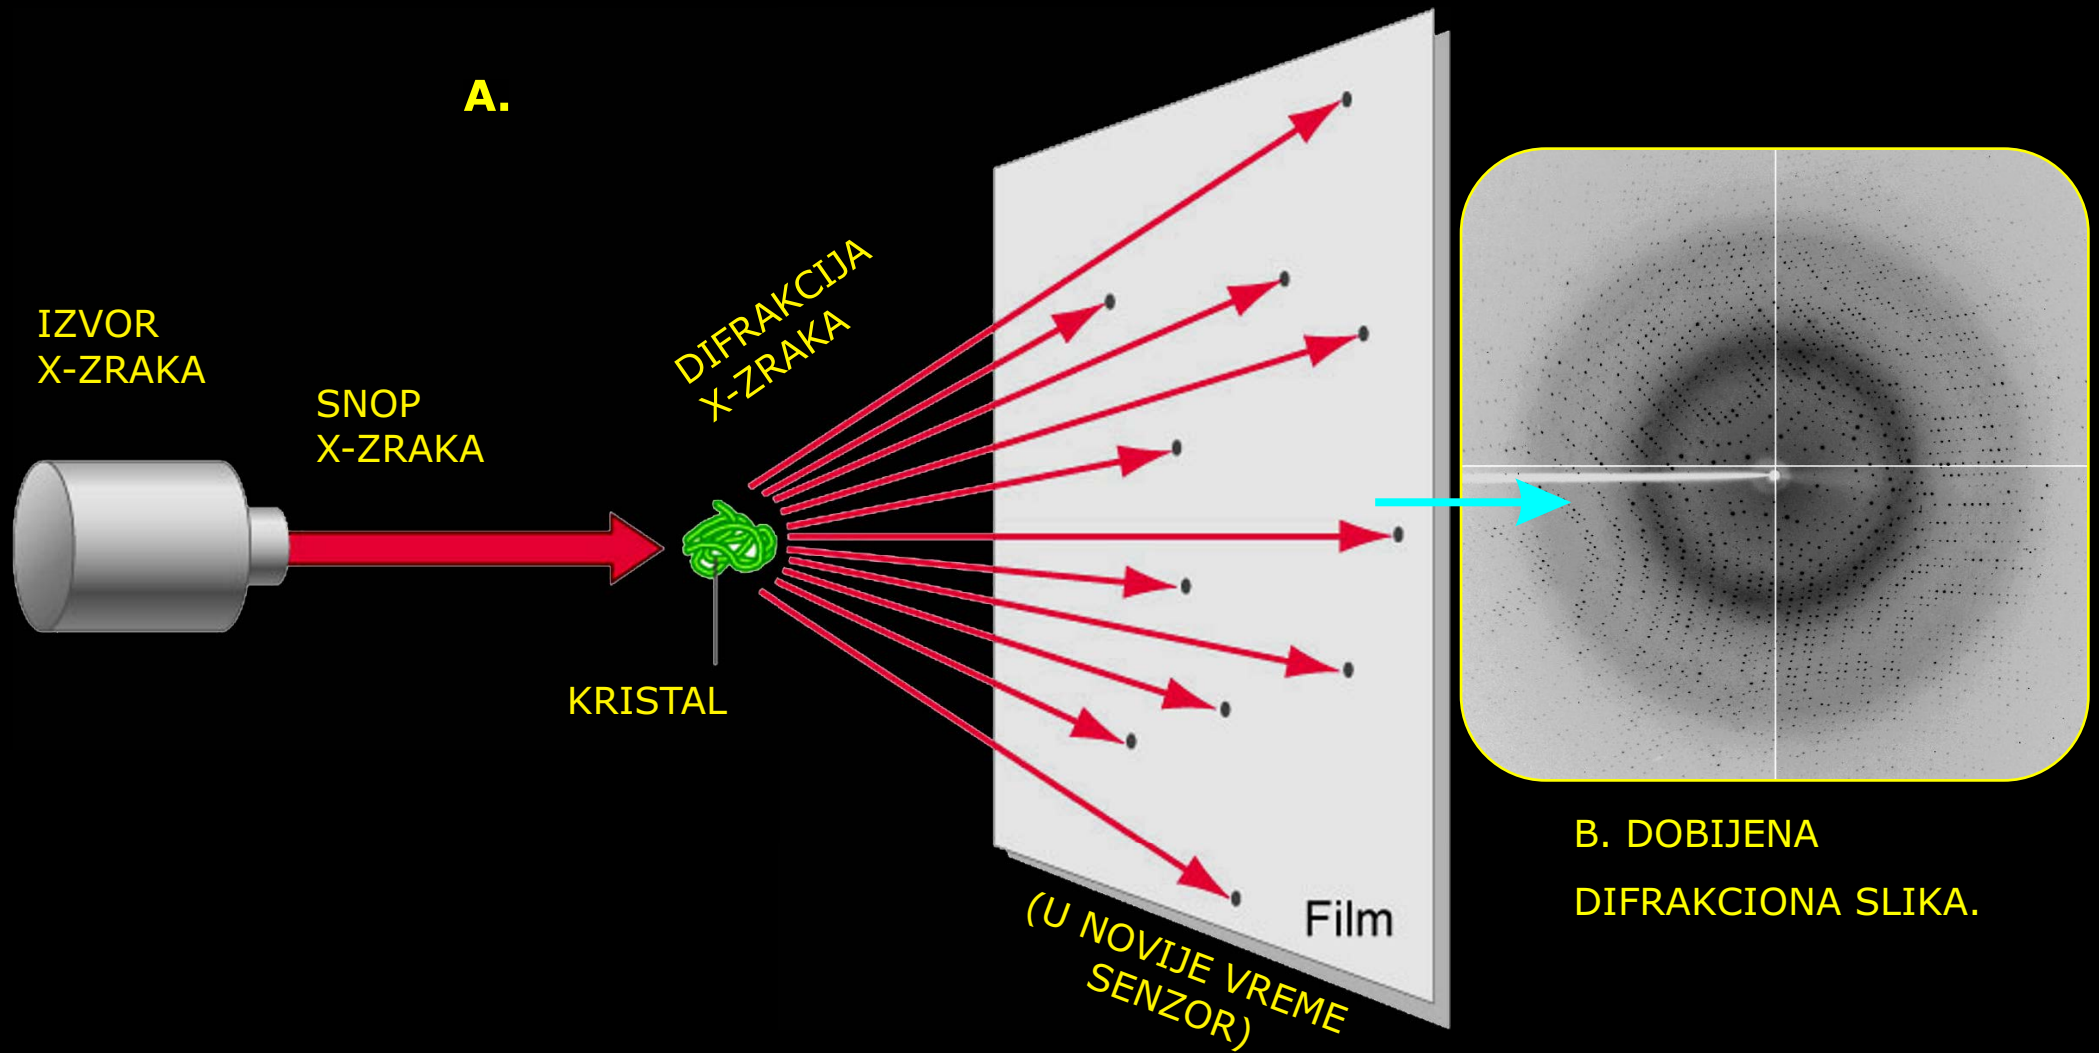 A.
IZVOR
X-ZRAKA
SNOP
X-ZRAKA
DIFRAKCIJA
X-ZRAKA
KRISTAL
Film
(U NOVIJE VREME
SENZOR)
B. DOBIJENA
DIFRAKCIONA SLIKA.